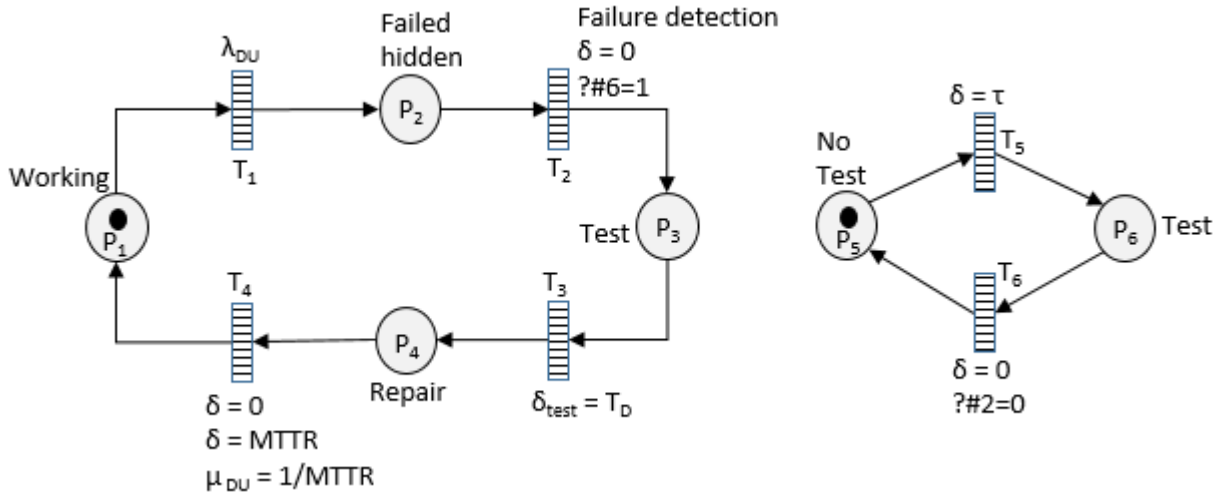 Failed
hidden
Failure detection
δ = 0
?#6=1
λDU
P2
T1
T2
Working
P1
Test
P3
T4
T3
P4
Repair
δ = 0
δ = MTTR
μDU = 1/MTTR
δtest = TD
δ = τ
No
Test
T5
P5
P6
Test
T6
δ = 0
?#2=0